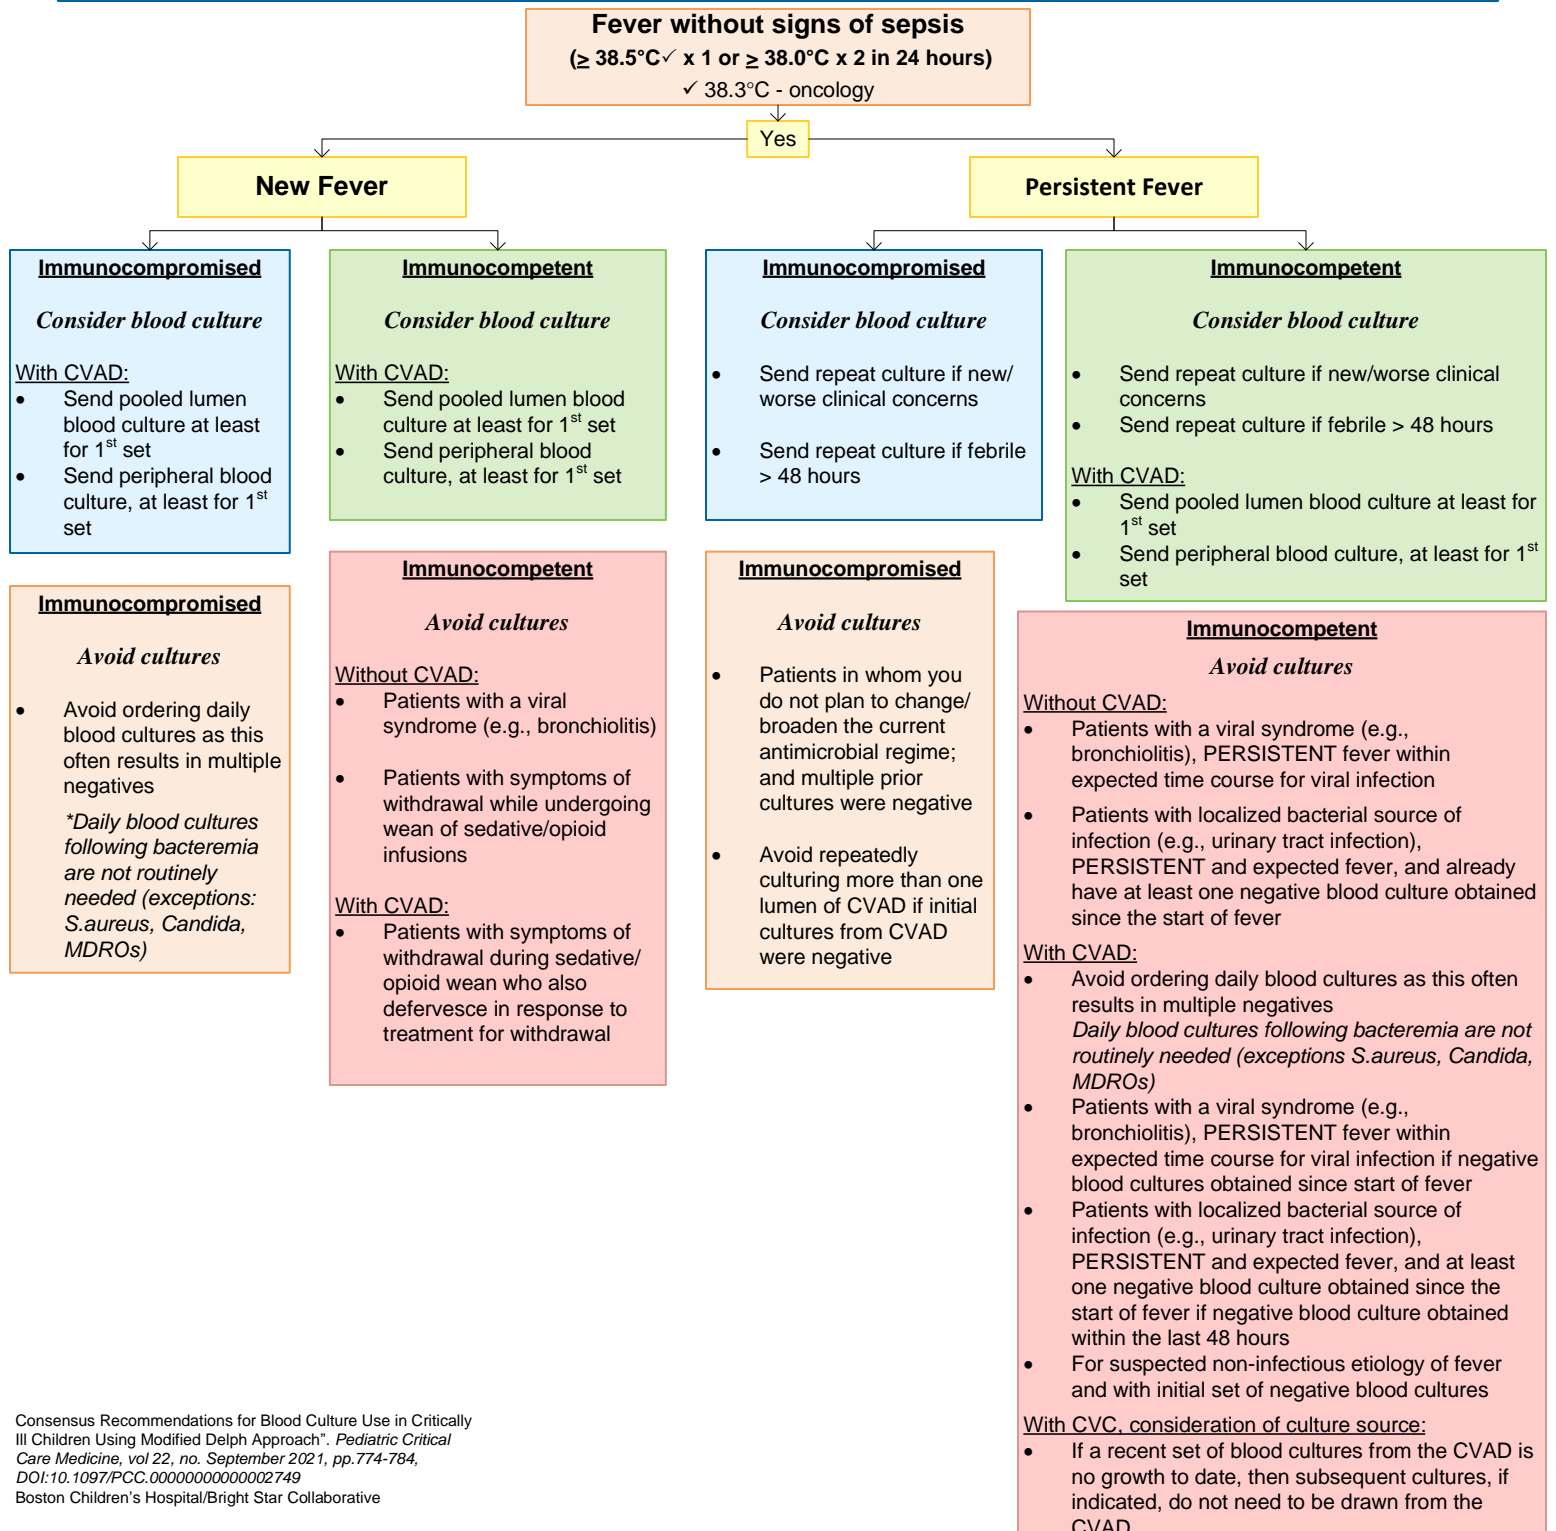 Fever without signs of sepsis
(≥ 38.5°C✓ x 1 or ≥ 38.0°C x 2 in 24 hours)
✓ 38.3°C - oncology
Yes
New Fever
Persistent Fever
Immunocompromised
Consider blood culture
With CVAD:
• Send pooled lumen
blood culture at least
for 1st set
• Send peripheral blood
culture, at least for 1st
set
Immunocompetent
Consider blood culture
With CVAD:
• Send pooled lumen blood
culture at least for 1st set
• Send peripheral blood
culture, at least for 1st set
Immunocompromised
Consider blood culture
• Send repeat culture if new/
worse clinical concerns
• Send repeat culture if febrile
> 48 hours
Immunocompetent
Consider blood culture
• Send repeat culture if new/worse clinical
concerns
• Send repeat culture if febrile > 48 hours
With CVAD:
• Send pooled lumen blood culture at least for
1st set
• Send peripheral blood culture, at least for 1st
set
Immunocompromised
Avoid cultures
• Avoid ordering daily
blood cultures as this
often results in multiple
negatives
*Daily blood cultures
following bacteremia
are not routinely
needed (exceptions:
S.aureus, Candida,
MDROs)
Immunocompetent
Avoid cultures
Without CVAD:
• Patients with a viral
syndrome (e.g., bronchiolitis)
• Patients with symptoms of
withdrawal while undergoing
wean of sedative/opioid
infusions
With CVAD:
• Patients with symptoms of
withdrawal during sedative/
opioid wean who also
defervesce in response to
treatment for withdrawal
Immunocompromised
Avoid cultures
• Patients in whom you
do not plan to change/
broaden the current
antimicrobial regime;
and multiple prior
cultures were negative
• Avoid repeatedly
culturing more than one
lumen of CVAD if initial
cultures from CVAD
were negative
Immunocompetent
Avoid cultures
Without CVAD:
• Patients with a viral syndrome (e.g.,
bronchiolitis), PERSISTENT fever within
expected time course for viral infection
• Patients with localized bacterial source of
infection (e.g., urinary tract infection),
PERSISTENT and expected fever, and already
have at least one negative blood culture obtained
since the start of fever
With CVAD:
• Avoid ordering daily blood cultures as this often
results in multiple negatives
Daily blood cultures following bacteremia are not
routinely needed (exceptions S.aureus, Candida,
MDROs)
• Patients with a viral syndrome (e.g.,
bronchiolitis), PERSISTENT fever within
expected time course for viral infection if negative
blood cultures obtained since start of fever
• Patients with localized bacterial source of
infection (e.g., urinary tract infection),
PERSISTENT and expected fever, and at least
one negative blood culture obtained since the
start of fever if negative blood culture obtained
within the last 48 hours
• For suspected non-infectious etiology of fever
and with initial set of negative blood cultures
With CVC, consideration of culture source:
• If a recent set of blood cultures from the CVAD is
no growth to date, then subsequent cultures, if
indicated, do not need to be drawn from the
CVAD
Consensus Recommendations for Blood Culture Use in Critically
Ill Children Using Modified Delph Approach”. Pediatric Critical
Care Medicine, vol 22, no. September 2021, pp.774-784,
DOI:10.1097/PCC.00000000000002749
Boston Children's Hospital/Bright Star Collaborative